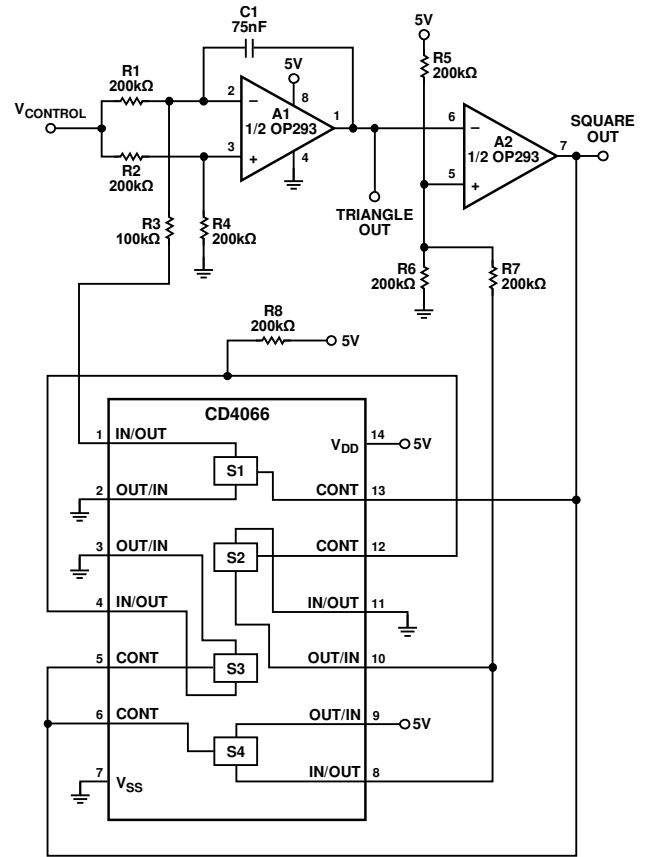 C1
75nF
5V
R5
200kΩ
R1
200kΩ
5V
2
8
A1
1/2 OP293
1
3
4
VCONTROL
R2
200kΩ
6
A2
1/2 OP293
5
7
SQUARE
OUT
TRIANGLE
OUT
R3
100kΩ
R4
200kΩ
R6
200kΩ
R7
200kΩ
R8
200kΩ
5V
CD4066
1
IN/OUT
VDD
14
5V
S1
2
OUT/IN
CONT
13
3
OUT/IN
S2
CONT
12
4
IN/OUT
IN/OUT
11
5
CONT
S3
OUT/IN
10
6
CONT
OUT/IN
9
5V
S4
7
VSS
IN/OUT
8